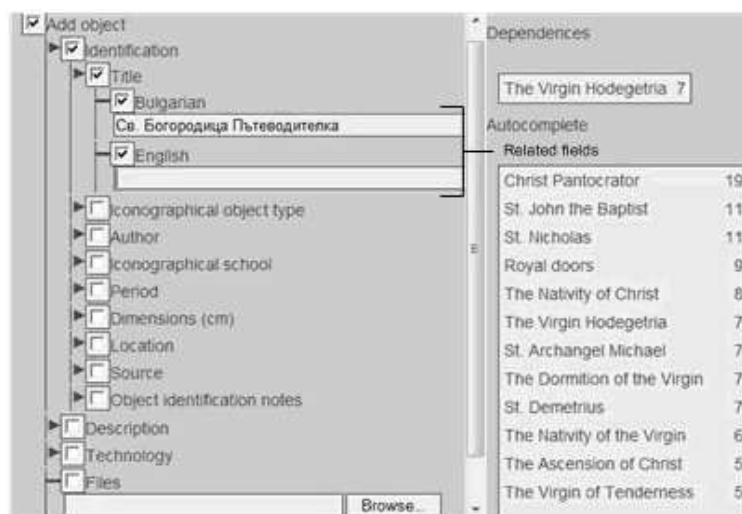 Add object
Identification
Title
Bulgarian
Св. Богородица Пътеводителка
English
Iconographical object type
Author
Iconographical school
Period
Dimensions (cm)
Location
Source
Object identification notes
Description
Technology
Files
Browse...
Dependences
The Virgin Hodegetria 7
Autocomplete
Related fields
Christ Pantocrator 19
St. John the Baptist 11
St. Nicholas 11
Royal doors 9
The Nativity of Christ 8
The Virgin Hodegetria 7
St. Archangel Michael 7
The Dormition of the Virgin 7
St. Demetrius 7
The Nativity of the Virgin 6
The Ascension of Christ 5
The Virgin of Tenderness 5